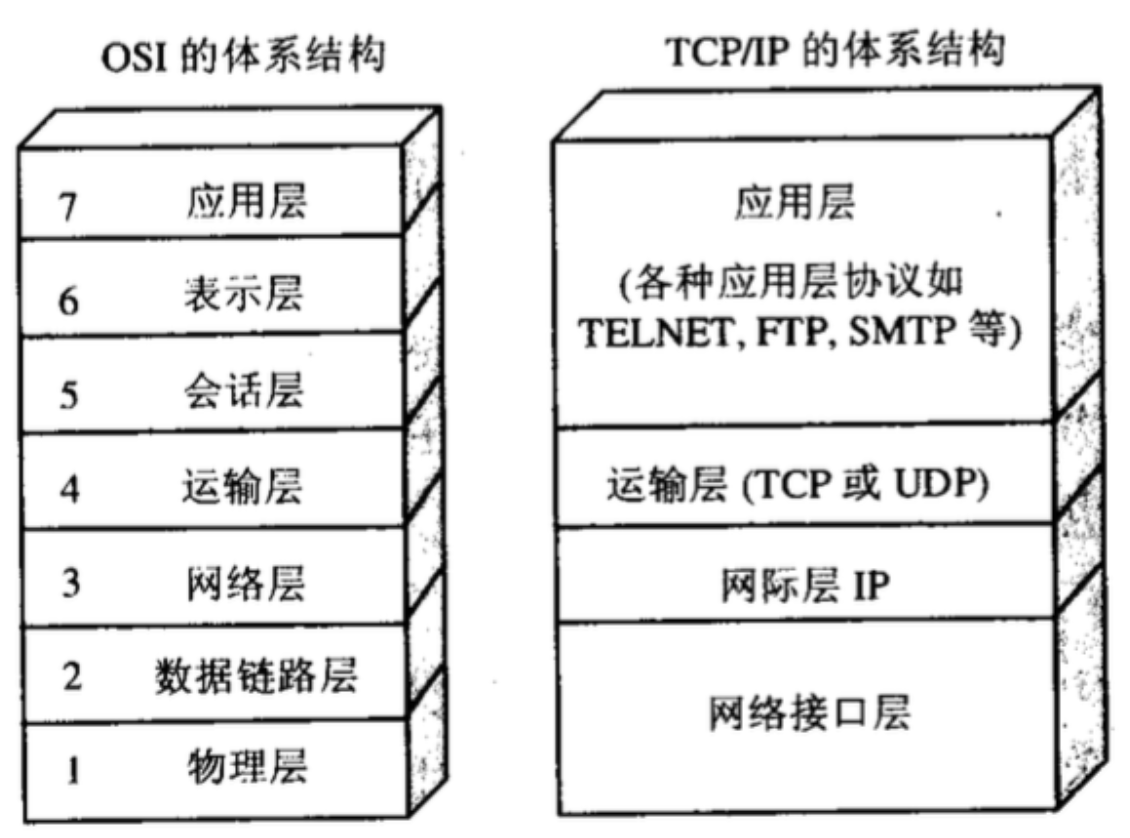 OSI 的体系结构
7 应用层
6 表示层
5 会话层
4 运输层
3 网络层
2 数据链路层
1 物理层
TCP/IP 的体系结构
应用层
(各种应用层协议如
TELNET, FTP, SMTP 等)
运输层 (TCP 或 UDP)
网际层 IP
网络接口层